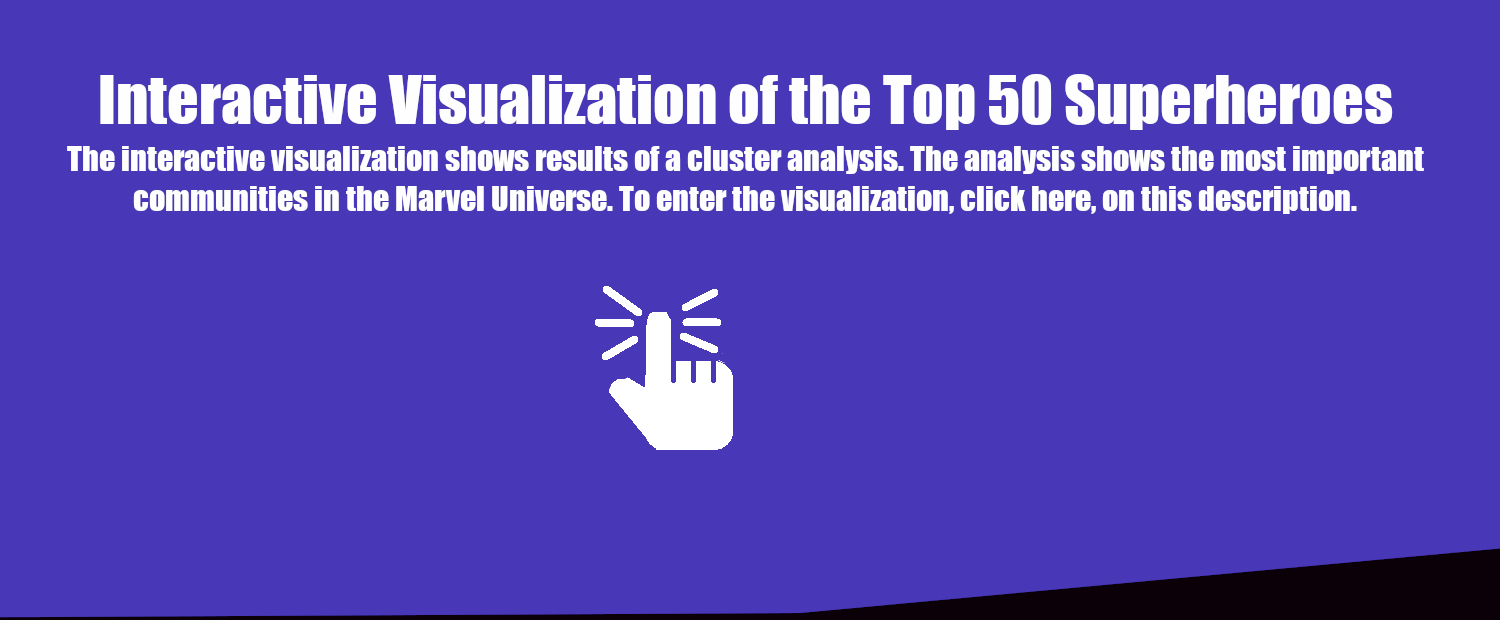 Interactive Visualization of the Top 50 Superheroes
The interactive visualization shows results of a cluster analysis. The analysis shows the most important
communities in the Marvel Universe. To enter the visualization, click here, on this description.